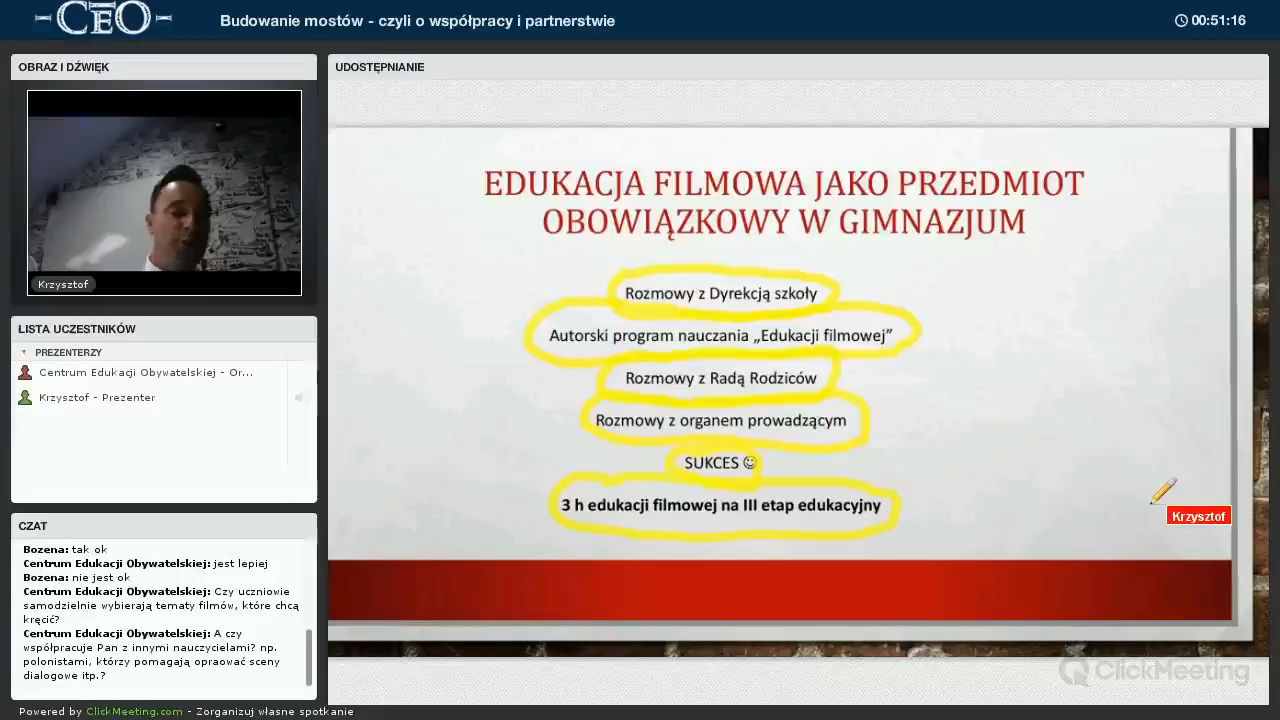 CEO
Budowanie mostów - czyli o współpracy i partnerstwie
00:51:16
OBRAZ I DŹWIĘK
Krzysztof
LISTA UCZESTNIKÓW
PREZENTERZY
Centrum Edukacji Obywatelskiej - Or...
Krzysztof - Prezenter
CZAT
Bozena: tak ok
Centrum Edukacji Obywatelskiej: jest lepiej
Bozena: nie jest ok
Centrum Edukacji Obywatelskiej: Czy uczniowie
samodzielnie wybierają tematy filmów, które chcą
kręcić?
Centrum Edukacji Obywatelskiej: A czy
współpracuje Pan z innymi nauczycielami? np.
polonistami, którzy pomagają opraować sceny
dialogowe itp.?
UDOSTĘPNIANIE
EDUKACJA FILMOWA JAKO PRZEDMIOT
OBOWIĄZKOWY W GIMNAZJUM
Rozmowy z Dyrekcją szkoły
Autorski program nauczania „Edukacji filmowej”
Rozmowy z Radą Rodziców
Rozmowy z organem prowadzącym
SUKCES ☺
3 h edukacji filmowej na III etap edukacyjny
Krzysztof
ClickMeeting
Powered by ClickMeeting.com - Zorganizuj własne spotkanie